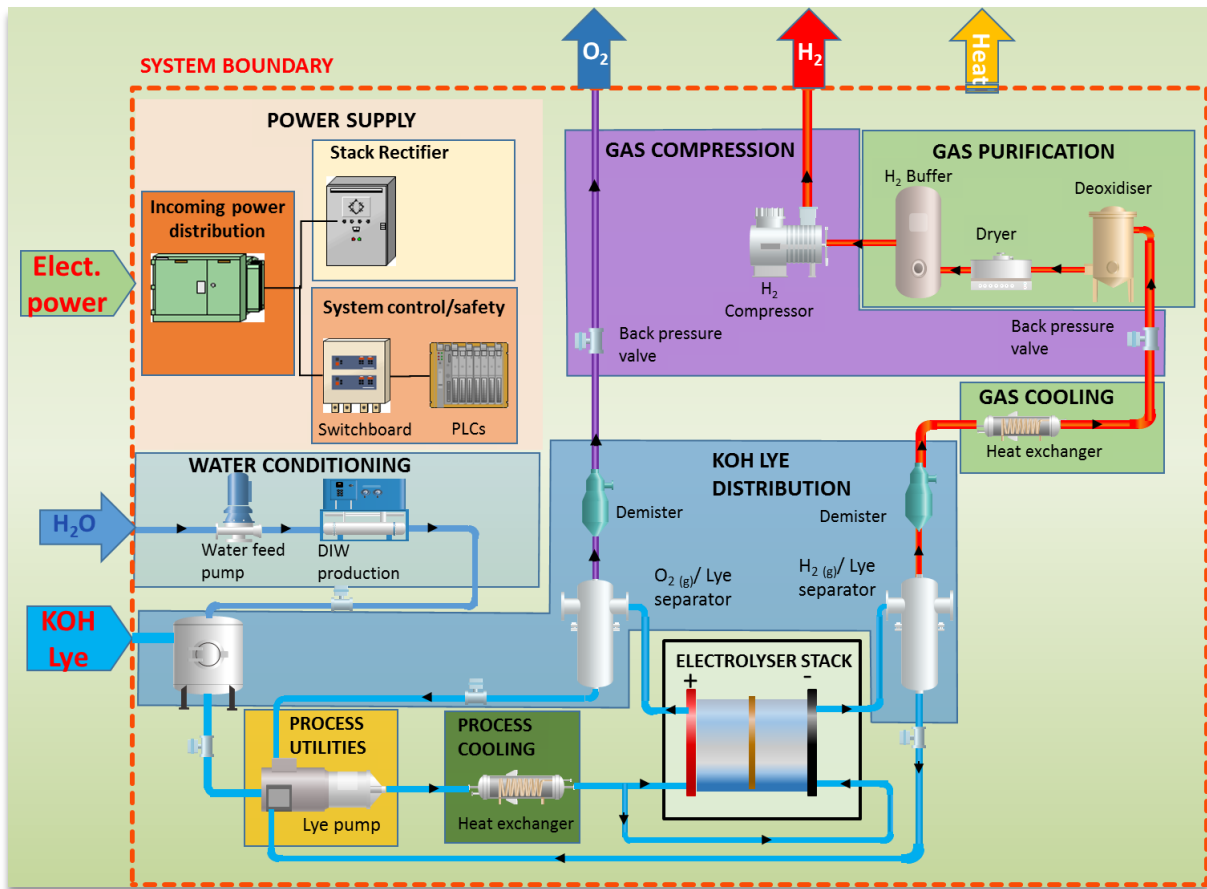 O2
H2
Heat
SYSTEM BOUNDARY
POWER SUPPLY
Stack Rectifier
Incoming power
distribution
Elect.
power
System control/safety
Switchboard
PLCs
GAS COMPRESSION
GAS PURIFICATION
H2 Buffer
Deoxidiser
Dryer
H2
Compressor
Back pressure
valve
Back pressure
valve
GAS COOLING
Heat exchanger
WATER CONDITIONING
H2O
Water feed
pump
DIW
production
KOH LYE
DISTRIBUTION
Demister
Demister
O2 (g)/ Lye
separator
H2 (g)/ Lye
separator
KOH
Lye
ELECTROLYSER STACK
+
-
PROCESS
UTILITIES
Lye pump
PROCESS
COOLING
Heat exchanger